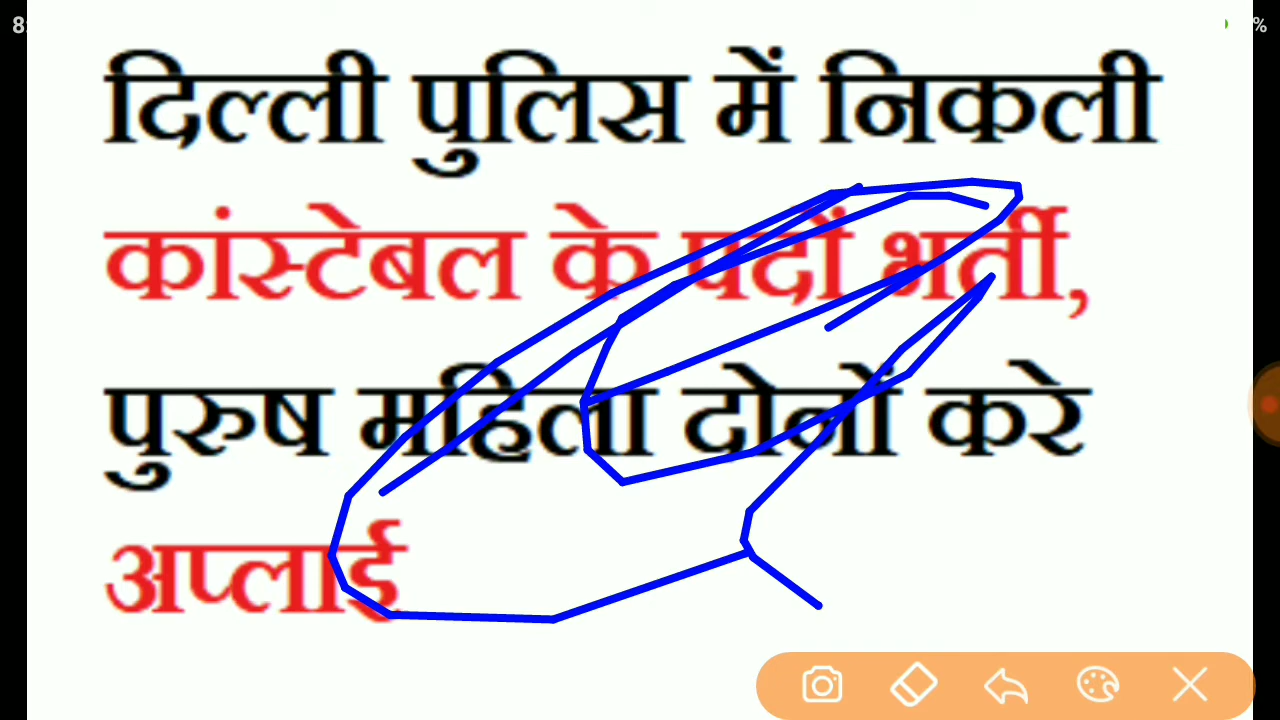 दिल्ली पुलिस में निकली
कांस्टेबल के पदों भर्ती,
पुरुष महिला दोनों करे
अप्लाई